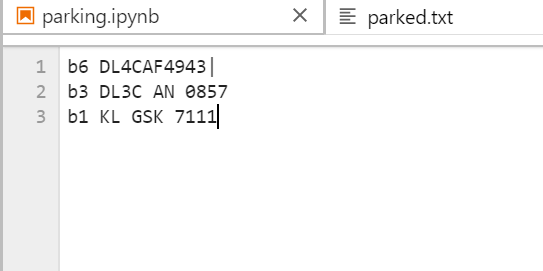 parking.ipynb parked.txt
1 b6 DL4CAF4943|
2 b3 DL3C AN 0857
3 b1 KL GSK 7111